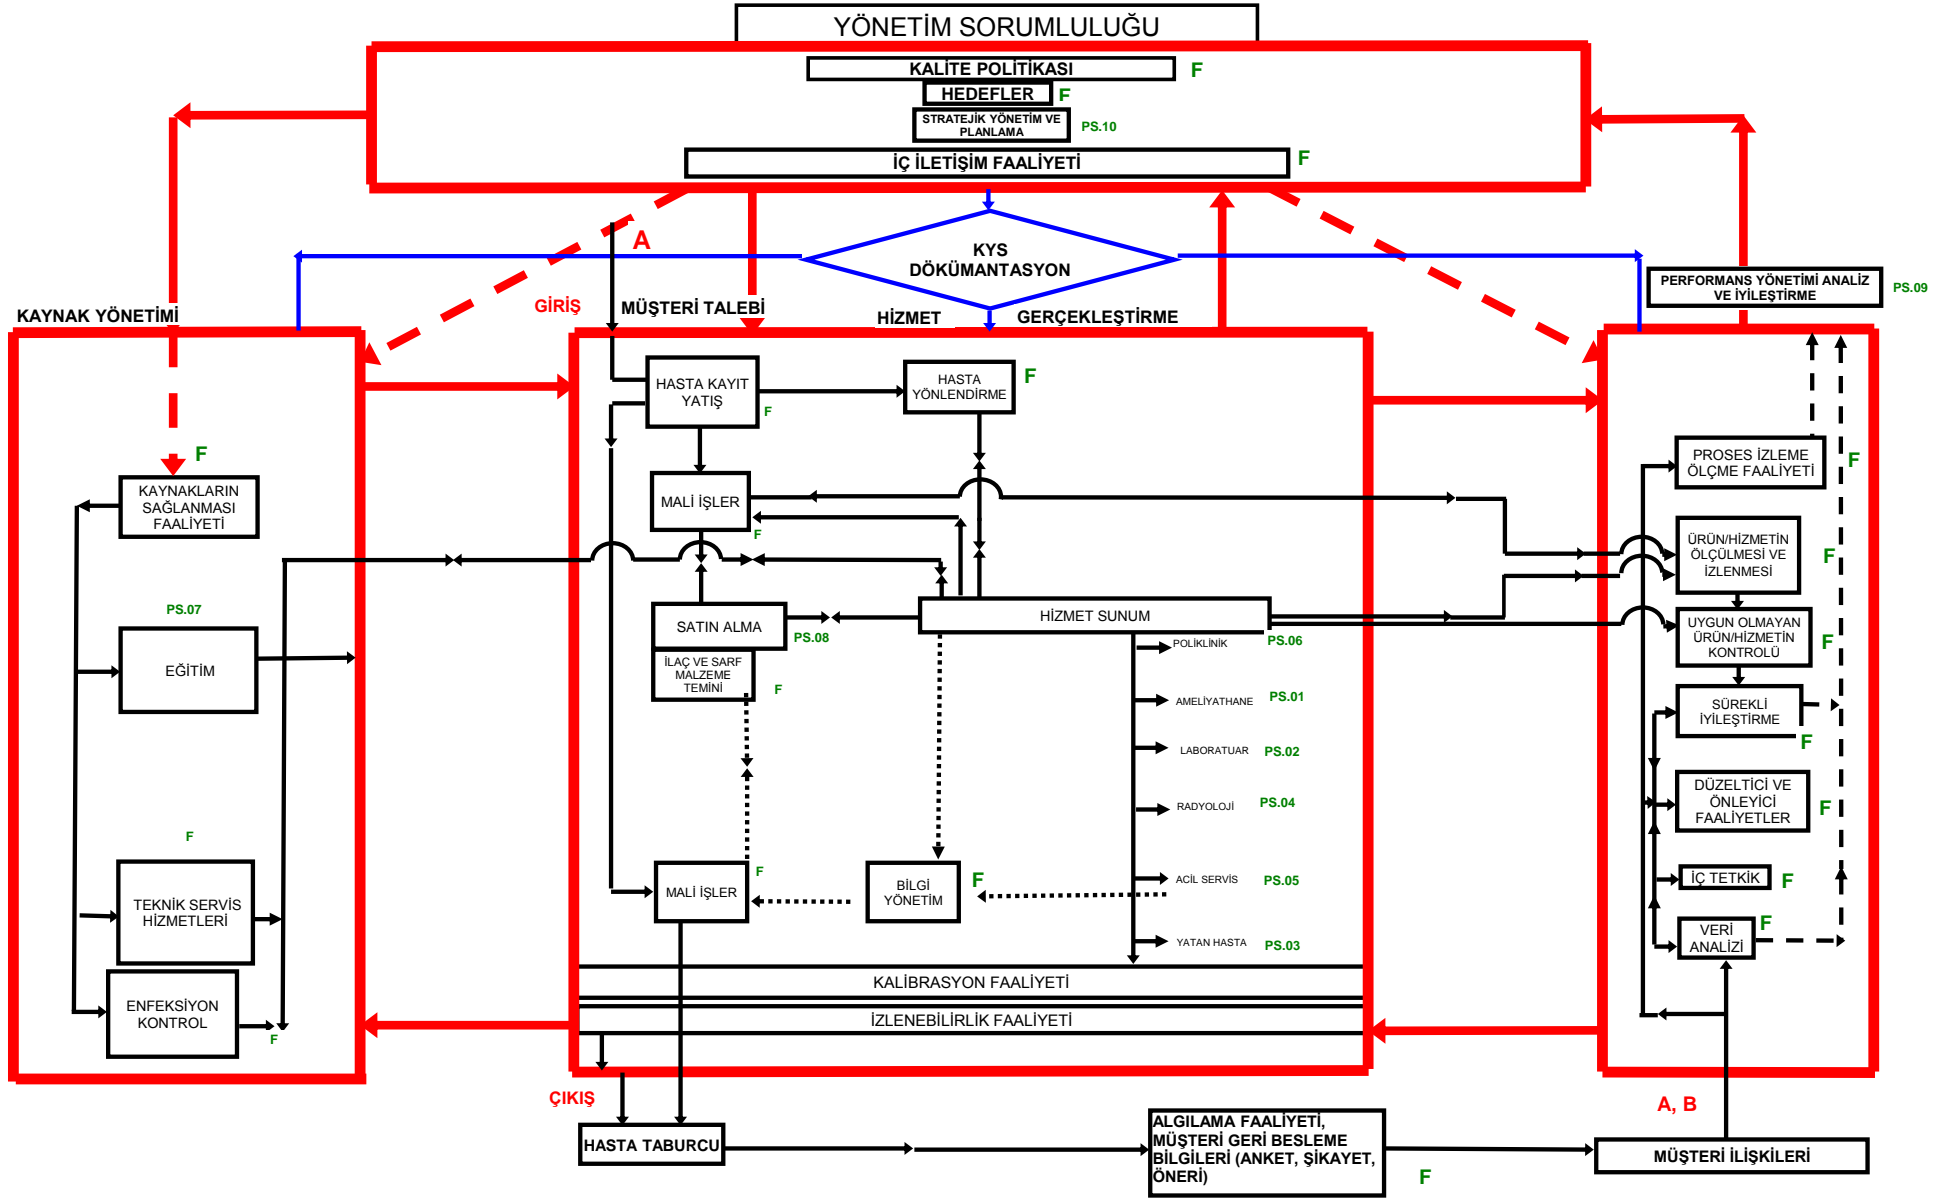 YÖNETİM SORUMLULUĞU
KALİTE POLİTİKASI F
HEDEFLER F
STRATEJİK YÖNETİM VE
PLANLAMA
PS.10
İÇ İLETİŞİM FAALİYETİ F
A
KYS
DÖKÜMANTASYON
PERFORMANS YÖNETİMİ ANALİZ
VE İYİLEŞTİRME
PS.09
KAYNAK YÖNETİMİ
GİRİŞ
MÜŞTERİ TALEBİ
HİZMET
GERÇEKLEŞTİRME
F
KAYNAKLARIN
SAĞLANMASI
FAALİYETİ
PS.07
EĞİTİM
F
TEKNİK SERVİS
HİZMETLERİ
ENFEKSİYON
KONTROL
F
HASTA KAYIT
YATIŞ
F
HASTA
YÖNLENDİRME
F
MALİ İŞLER
F
SATIN ALMA
PS.08
İLAÇ VE SARF
MALZEME
TEMİNİ
F
HİZMET SUNUM
POLİKLİNİK PS.06
AMELİYATHANE PS.01
LABORATUAR PS.02
RADYOLOJİ PS.04
ACİL SERVİS PS.05
YATAN HASTA PS.03
MALİ İŞLER
F
BİLGİ
YÖNETİM
F
KALİBRASYON FAALİYETİ
İZLENEBİLİRLİK FAALİYETİ
PROSES İZLEME
ÖLÇME FAALİYETİ
F
ÜRÜN/HİZMETİN
ÖLÇÜLMESİ VE
İZLENMESİ
F
UYGUN OLMAYAN
ÜRÜN/HİZMETİN
KONTROLÜ
F
SÜREKLİ
İYİLEŞTİRME
F
DÜZELTİCİ VE
ÖNLEYİCİ
FAALİYETLER
F
İÇ TETKİK F
VERİ
ANALİZİ
F
ÇIKIŞ
A, B
HASTA TABURCU
ALGILAMA FAALİYETİ,
MÜŞTERİ GERİ BESLEME
BİLGİLERİ (ANKET, ŞİKAYET,
ÖNERİ)
F
MÜŞTERİ İLİŞKİLERİ